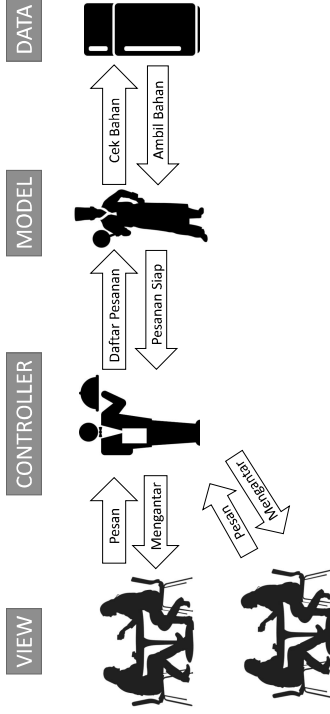 VIEW
CONTROLLER
MODEL
DATA
Pesan
Mengantar
Daftar Pesanan
Pesanan Siap
Cek Bahan
Ambil Bahan
Pesan
Mengantar